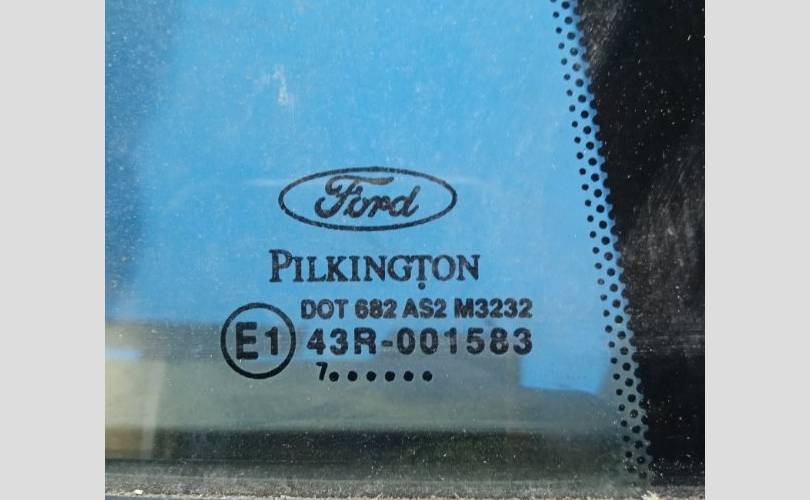 Ford
PILKINGTON
DOT 682 AS2 M3232
E1 43R-001583
7••••••